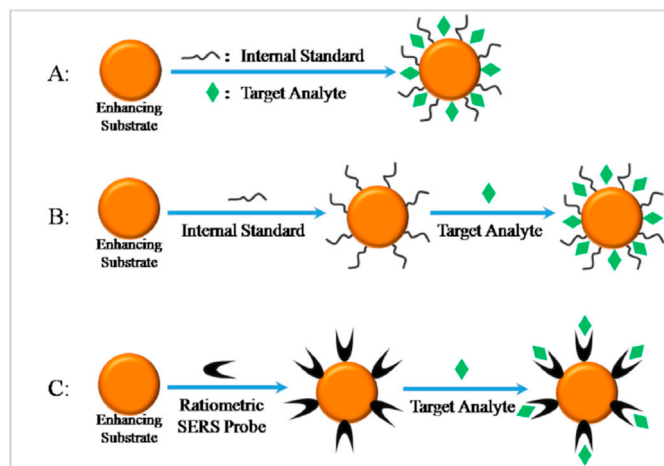 A:
Enhancing
Substrate
: Internal Standard
: Target Analyte
B:
Enhancing
Substrate
Internal Standard
Target Analyte
C:
Enhancing
Substrate
Ratiometric
SERS Probe
Target Analyte